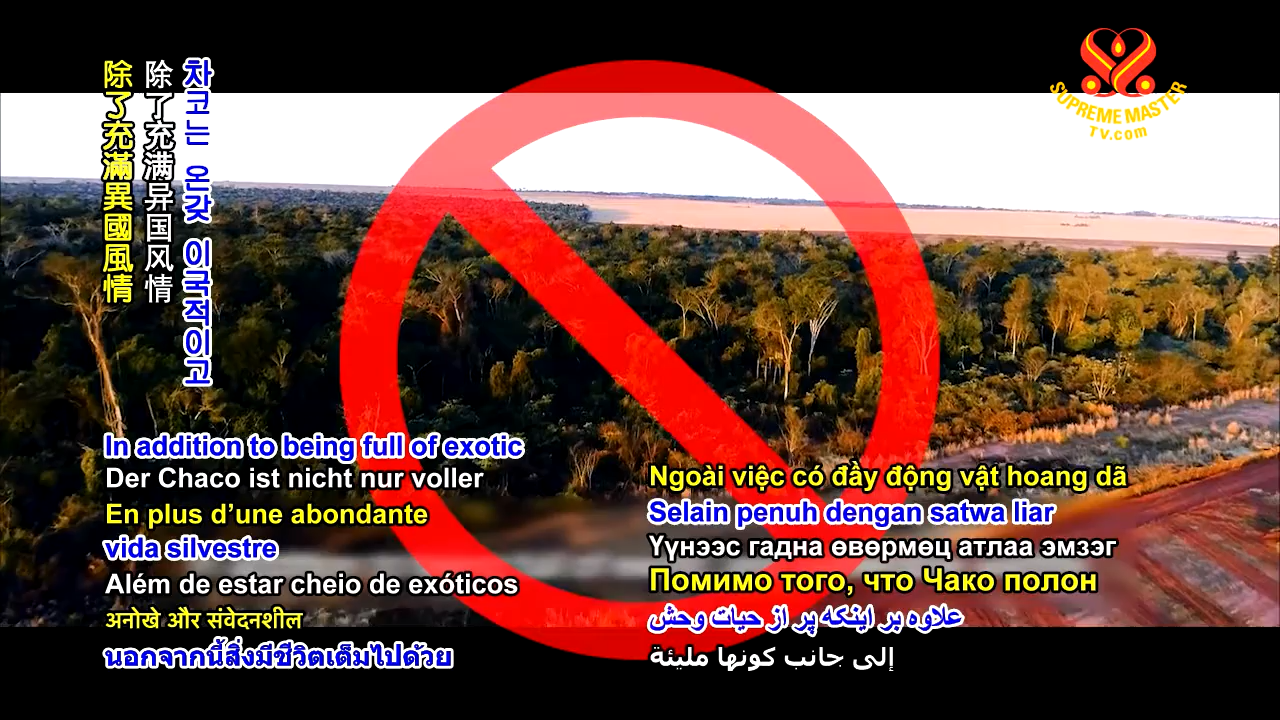 除了充滿異國風情
除了充满异国风情
차코는 온갖 이국적이고
SUPREME MASTER
TV.com
In addition to being full of exotic
Der Chaco ist nicht nur voller
En plus d’une abondante
vida silvestre
Além de estar cheio de exóticos
अनोखे और संवेदनशील
นอกจากนี้สิ่งมีชีวิตเต็มไปด้วย
Ngoài việc có đầy động vật hoang dã
Selain penuh dengan satwa liar
Үүнээс гадна өвөрмөц атлаа эмзэг
Помимо того, что Чако полон
علاوه بر اینکه پر از حیات وحش
إلى جانب كونها مليئة